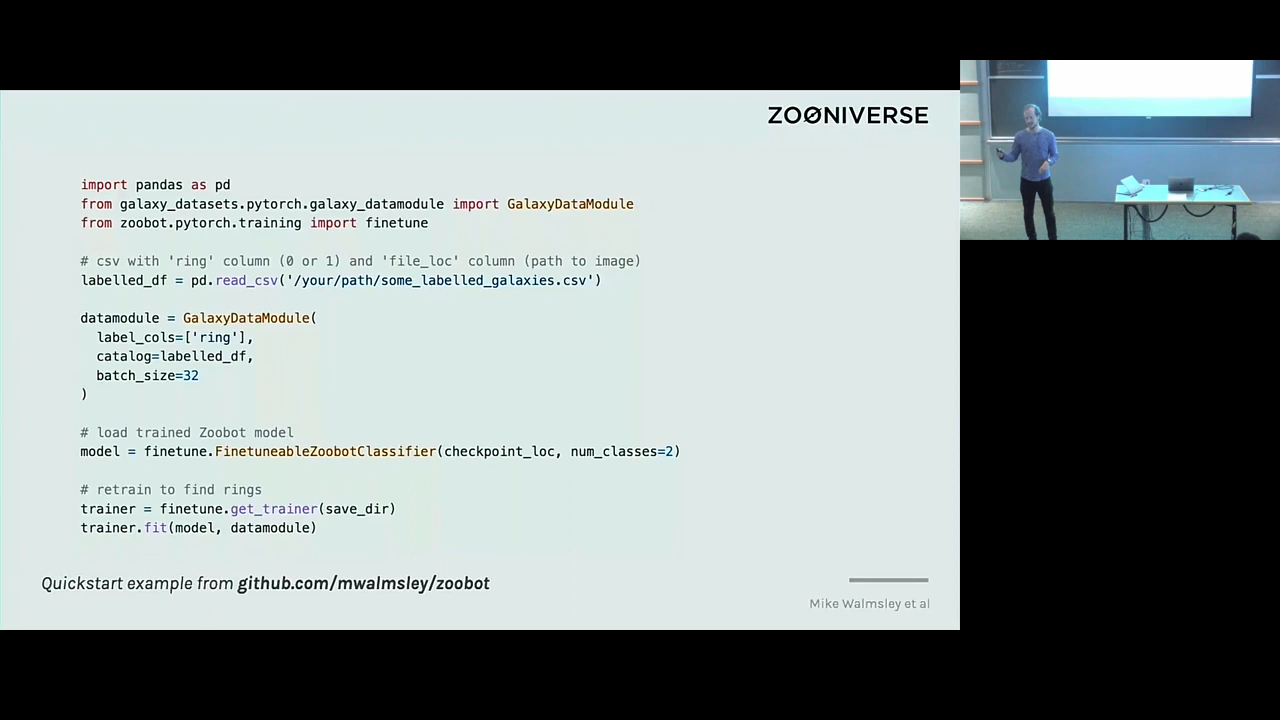 ZOØNIVERSE
import pandas as pd
from galaxy_datasets.pytorch.galaxy_datamodule import GalaxyDataModule
from zoobot.pytorch.training import finetune
# csv with 'ring' column (0 or 1) and 'file_loc' column (path to image)
labelled_df = pd.read_csv('/your/path/some_labelled_galaxies.csv')
datamodule = GalaxyDataModule(
  label_cols=['ring'],
  catalog=labelled_df,
  batch_size=32
)
# load trained Zoobot model
model = finetune.FinetuneableZoobotClassifier(checkpoint_loc, num_classes=2)
# retrain to find rings
trainer = finetune.get_trainer(save_dir)
trainer.fit(model, datamodule)
Quickstart example from github.com/mwalmsley/zoobot
Mike Walmsley et al